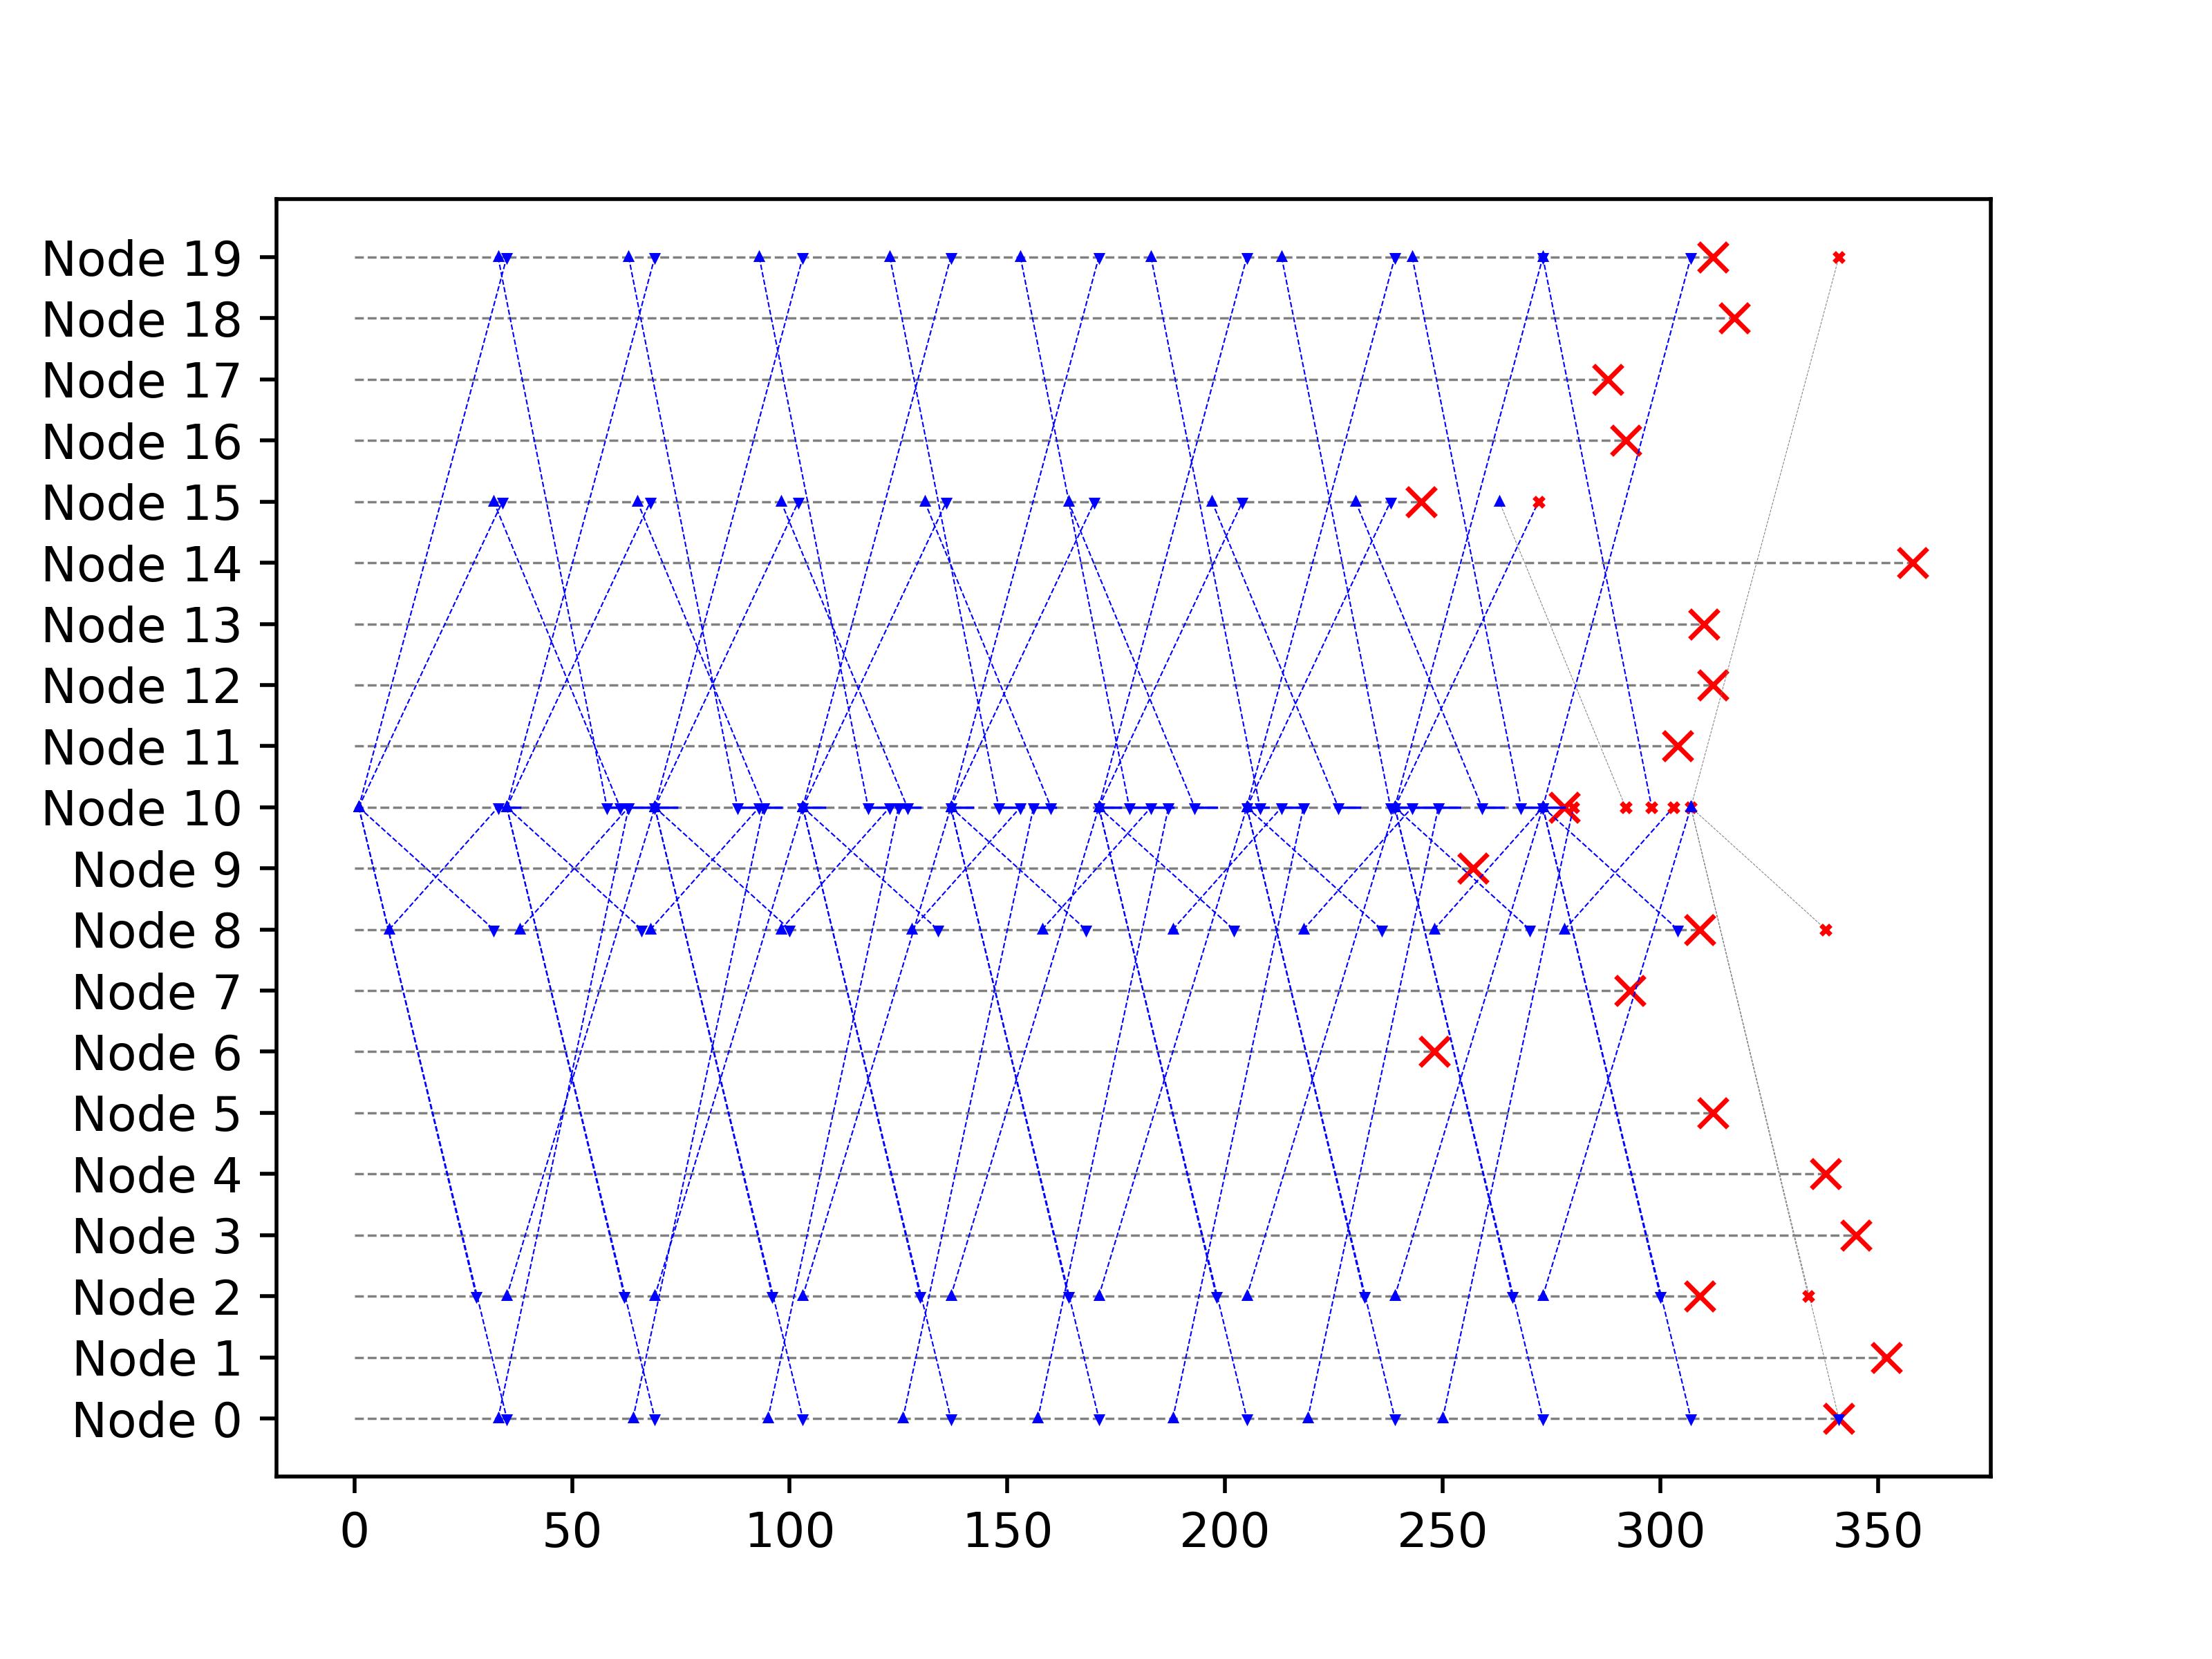 Node 19
Node 18
Node 17
Node 16
Node 15
Node 14
Node 13
Node 12
Node 11
Node 10
Node 9
Node 8
Node 7
Node 6
Node 5
Node 4
Node 3
Node 2
Node 1
Node 0
0 50 100 150 200 250 300 350